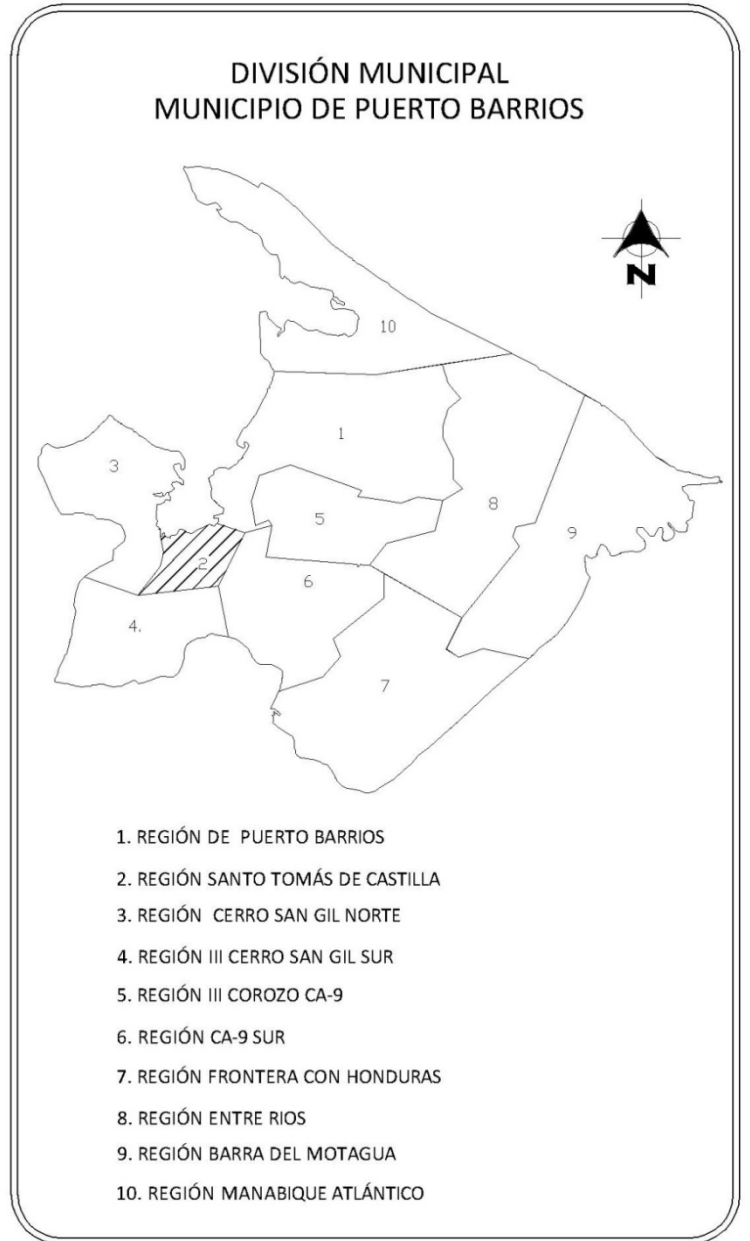 DIVISIÓN MUNICIPAL
MUNICIPIO DE PUERTO BARRIOS
N
10
1
3
5
8
9
2
6
4.
7
1. REGIÓN DE PUERTO BARRIOS
2. REGIÓN SANTO TOMÁS DE CASTILLA
3. REGIÓN CERRO SAN GIL NORTE
4. REGIÓN III CERRO SAN GIL SUR
5. REGIÓN III COROZO CA-9
6. REGIÓN CA-9 SUR
7. REGIÓN FRONTERA CON HONDURAS
8. REGIÓN ENTRE RIOS
9. REGIÓN BARRA DEL MOTAGUA
10. REGIÓN MANABIQUE ATLÁNTICO